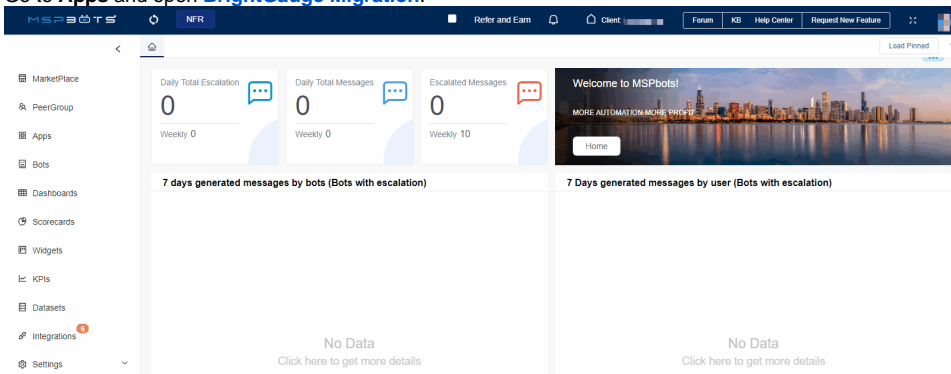 Go to Apps and open BrightGauge Migration.
MSPBOTS
NFR
Refer and Earn
Client:
Forum
KB
Help Center
Request New Feature
Load Pinned
MarketPlace
PeerGroup
Apps
Bots
Dashboards
Scorecards
Widgets
KPIs
Datasets
Integrations
6
Settings
Daily Total Escalation
0
Weekly 0
Daily Total Messages
0
Weekly 0
Escalated Messages
0
Weekly 10
Welcome to MSPbots!
MORE AUTOMATION·MORE PROFIT
Home
7 days generated messages by bots (Bots with escalation)
No Data
Click here to get more details
7 Days generated messages by user (Bots with escalation)
No Data
Click here to get more details